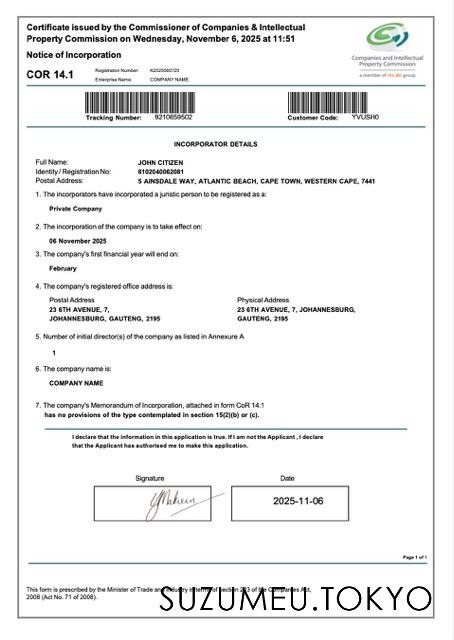 Certificate issued by the Commissioner of Companies & Intellectual
Property Commission on Wednesday, November 6, 2025 at 11:51
Notice of Incorporation
COR 14.1
Registration Number: K2025560725
Enterprise Name: COMPANY NAME
Companies and Intellectual
Property Commission
a member of the dti group
Tracking Number: 9210659502
Customer Code: YVUSH0
INCORPORATOR DETAILS
Full Name: JOHN CITIZEN
Identity / Registration No: 8102040062081
Postal Address: 5 AINSDALE WAY, ATLANTIC BEACH, CAPE TOWN, WESTERN CAPE, 7441
1. The incorporators have incorporated a juristic person to be registered as a:
Private Company
2. The incorporation of the company is to take effect on:
06 November 2025
3. The company's first financial year will end on:
February
4. The company's registered office address is:
Postal Address
23 6TH AVENUE, 7,
JOHANNESBURG, GAUTENG, 2195
Physical Address
23 6TH AVENUE, 7, JOHANNESBURG,
GAUTENG, 2195
5. Number of initial director(s) of the company as listed in Annexure A
1
6. The company name is:
COMPANY NAME
7. The company's Memorandum of Incorporation, attached in form CoR 14.1
has no provisions of the type contemplated in section 15(2)(b) or (c).
I declare that the information in this application is true. If I am not the Applicant , I declare
that the Applicant has authorised me to make this application.
Signature
Date
2025-11-06
Page 1 of 1
This form is prescribed by the Minister of Trade and Industry in terms of section 223 of the Companies Act,
2008 (Act No. 71 of 2008).
SUZUMEU.TOKYO